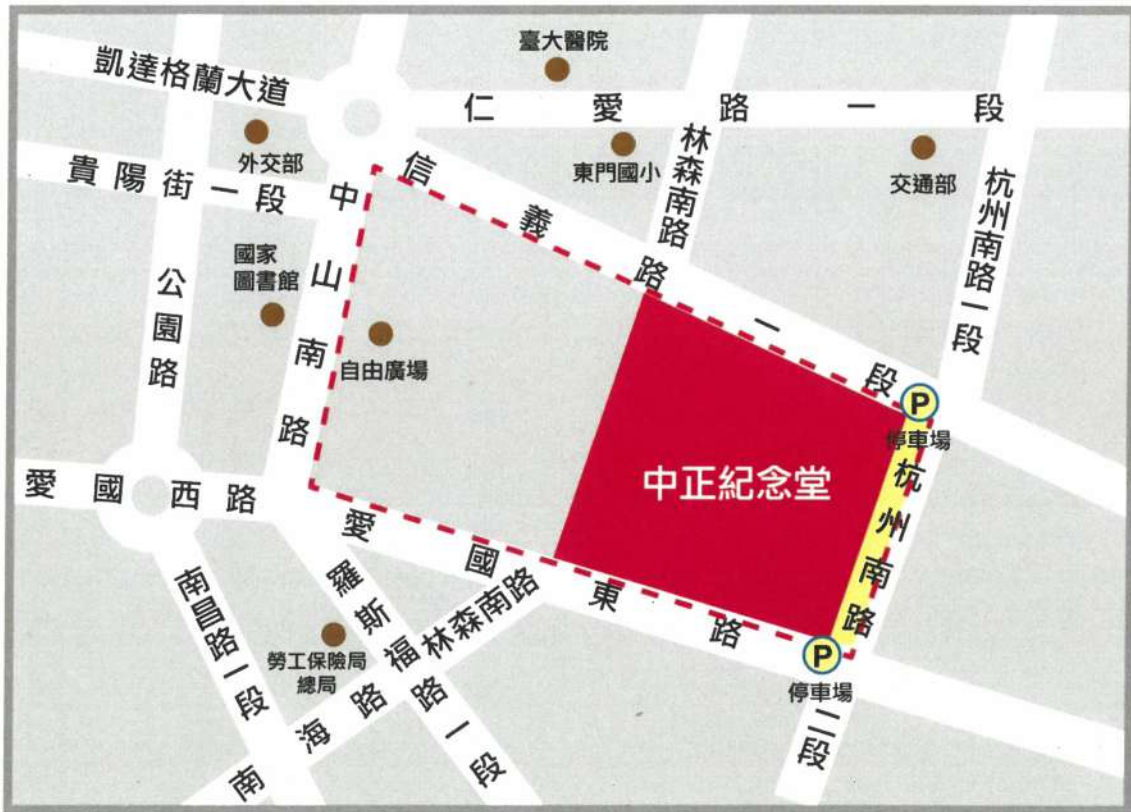 臺大醫院
凱達格蘭大道
仁愛路一段
外交部
東門國小
林森南路
交通部
杭州南路一段
貴陽街一段
信義路一段
中山南路
國家
圖書館
公園路
自由廣場
P
停車場
中正紀念堂
杭州南路二段
愛國西路
愛國東路
P
停車場
羅斯福路一段
林森南路
南昌路一段
勞工保險局
總局
南海路